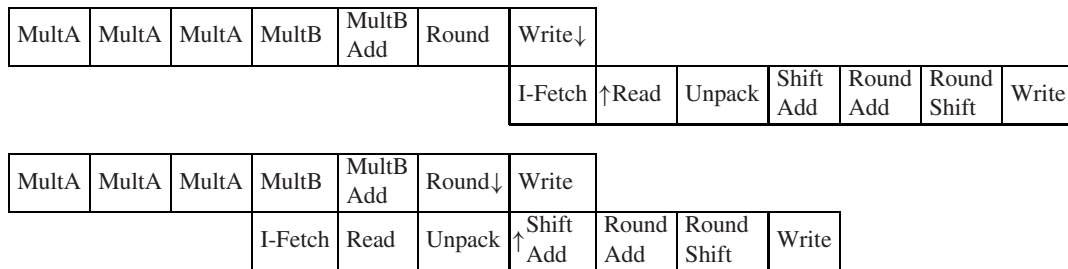 MultA MultA MultA MultB MultB Add Round Write↓
I-Fetch ↑Read Unpack Shift Add Round Add Round Shift Write
MultA MultA MultA MultB MultB Add Round↓ Write
I-Fetch Read Unpack ↑Shift Add Round Add Round Shift Write